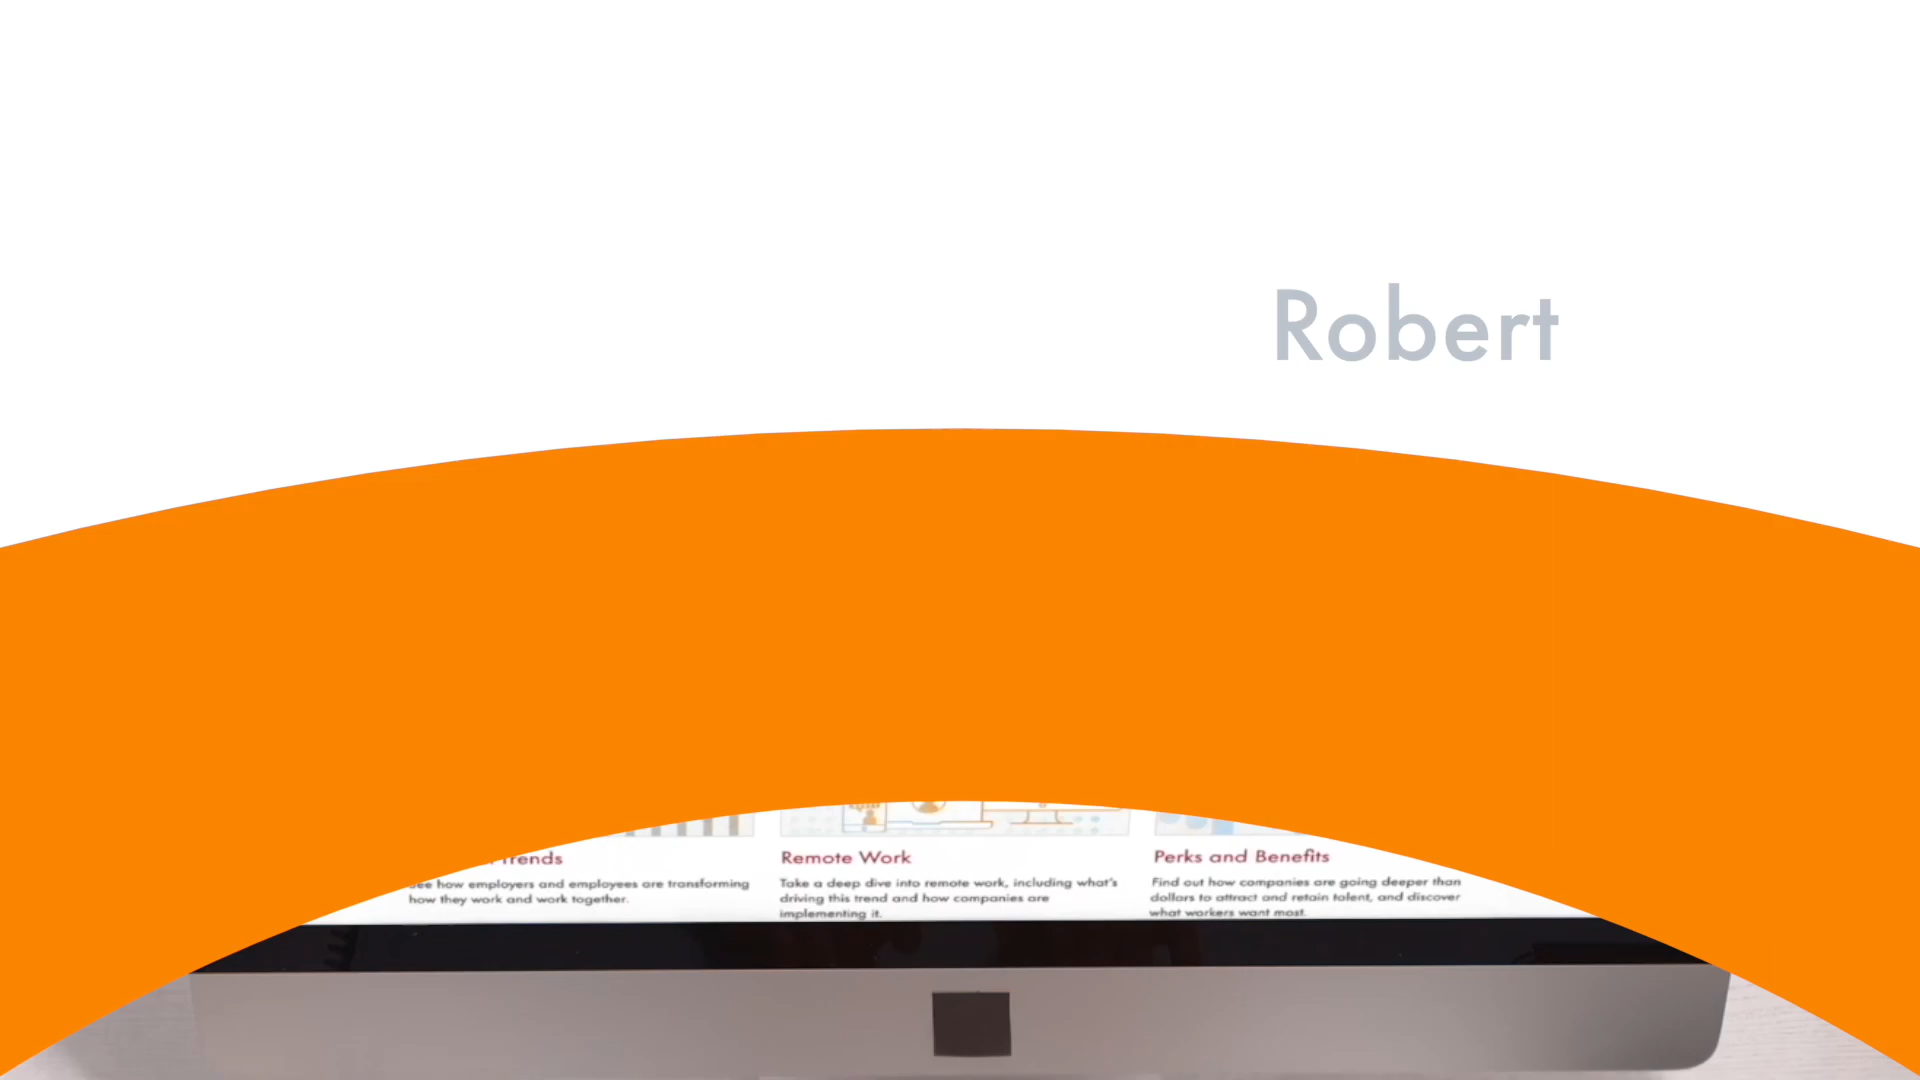 Robert
Trends
Remote Work
Perks and Benefits
See how employers and employees are transforming
how they work and work together.
Take a deep dive into remote work, including what's
driving this trend and how companies are
implementing it.
Find out how companies are going deeper than
dollars to attract and retain talent, and discover
what workers want most.